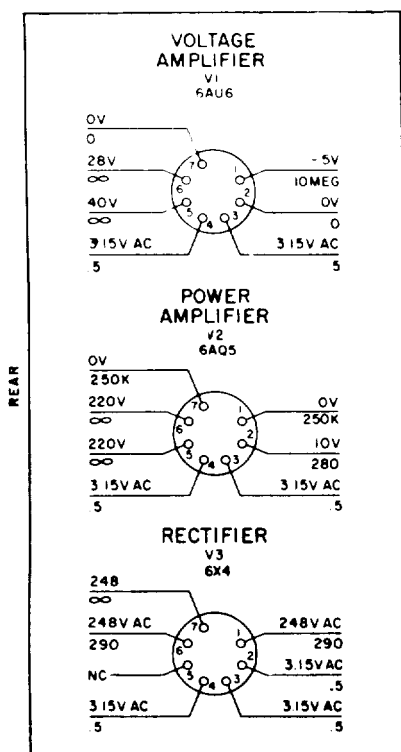 VOLTAGE
AMPLIFIER
V1
6AU6
0V
0
28V
∞
40V
∞
3.15V AC
.5
-5V
10MEG
0V
0
3.15V AC
.5
7
1
6
2
5
4
3
POWER
AMPLIFIER
V2
6AQ5
0V
250K
220V
∞
220V
∞
3.15V AC
.5
0V
250K
10V
280
3.15V AC
.5
7
1
6
2
5
4
3
RECTIFIER
V3
6X4
248
∞
248V AC
290
NC
3.15V AC
.5
248V AC
290
3.15V AC
.5
3.15V AC
.5
7
1
6
2
5
4
3
REAR